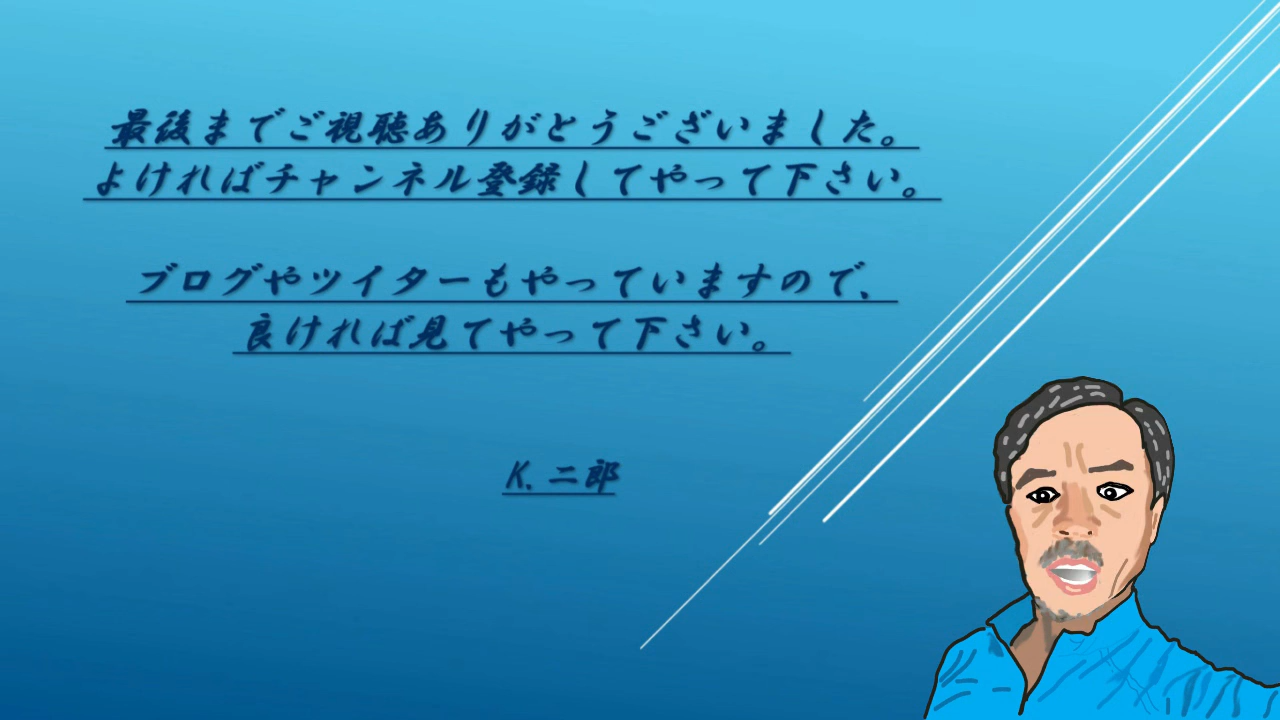 最後までご視聴ありがとうございました。
よければチャンネル登録してやって下さい。
ブログやツイターもやっていますので、
良ければ見てやって下さい。
K.二郎